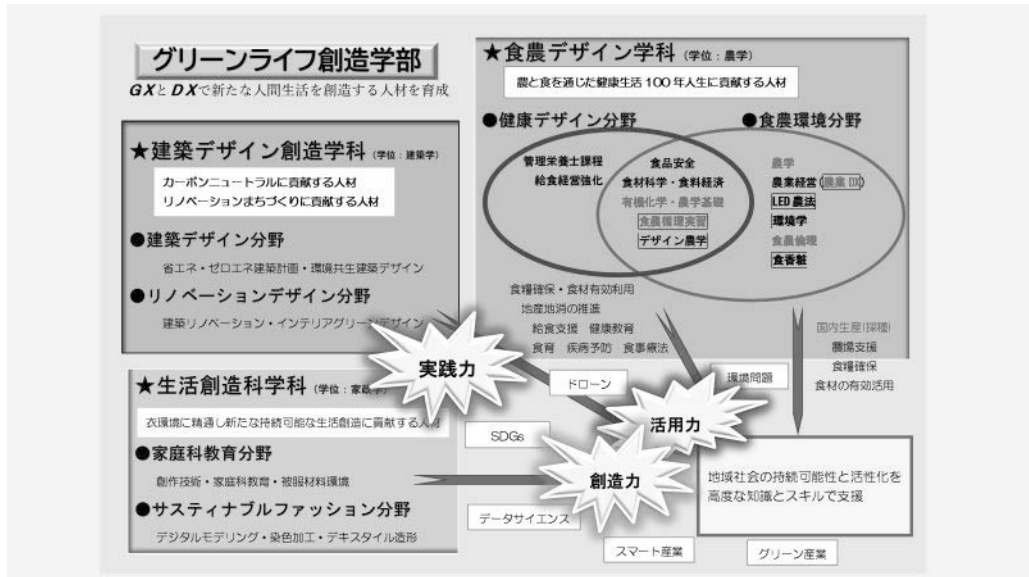 グリーンライフ創造学部
GXとDXで新たな人間生活を創造する人材を育成
★建築デザイン創造学科(学位:建築学)
カーボンニュートラルに貢献する人材
リノベーションまちづくりに貢献する人材
●建築デザイン分野
省エネ・ゼロエネ建築計画・環境共生建築デザイン
●リノベーションデザイン分野
建築リノベーション・インテリアグリーンデザイン
★生活創造科学科(学位:家政学)
衣環境に精通し新たな持続可能な生活創造に貢献する人材
●家庭科教育分野
創作技術・家庭科教育・被服材料環境
●サスティナブルファッション分野
デジタルモデリング・染色加工・テキスタイル造形
★食農デザイン学科(学位:農学)
農と食を通じた健康生活100年人生に貢献する人材
●健康デザイン分野
管理栄養士課程
給食経営強化
食品安全
食材科学・食料経済
有機化学・農学基礎
食農循環実習
デザイン農学
●食農環境分野
農学
農業経営(農業DX)
LED農法
環境学
食農倫理
食香粧
食糧確保・食材有効利用
地産地消の推進
給食支援 健康教育
食育 疾病予防 食事療法
国内生産(採種)
農場支援
食糧確保
食材の有効活用
実践力
活用力
創造力
ドローン
環境問題
SDGs
データサイエンス
スマート産業
グリーン産業
地域社会の持続可能性と活性化を
高度な知識とスキルで支援